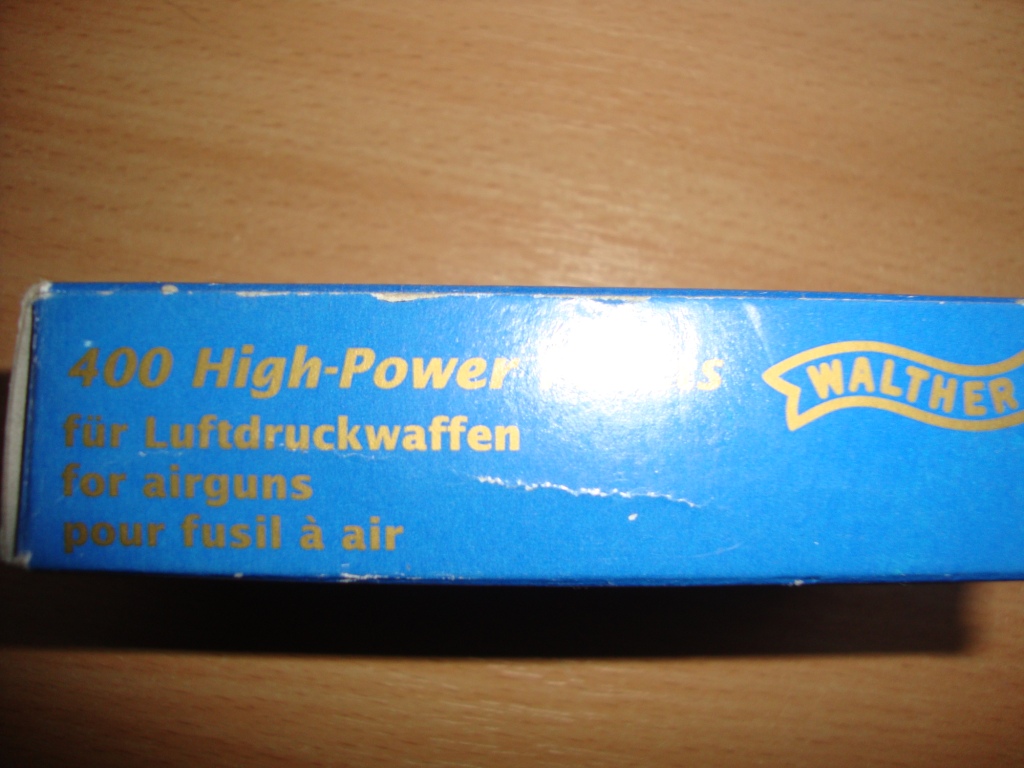 400 High-Power
für Luftdruckwaffen
for airguns
pour fusil à air
WALTHER